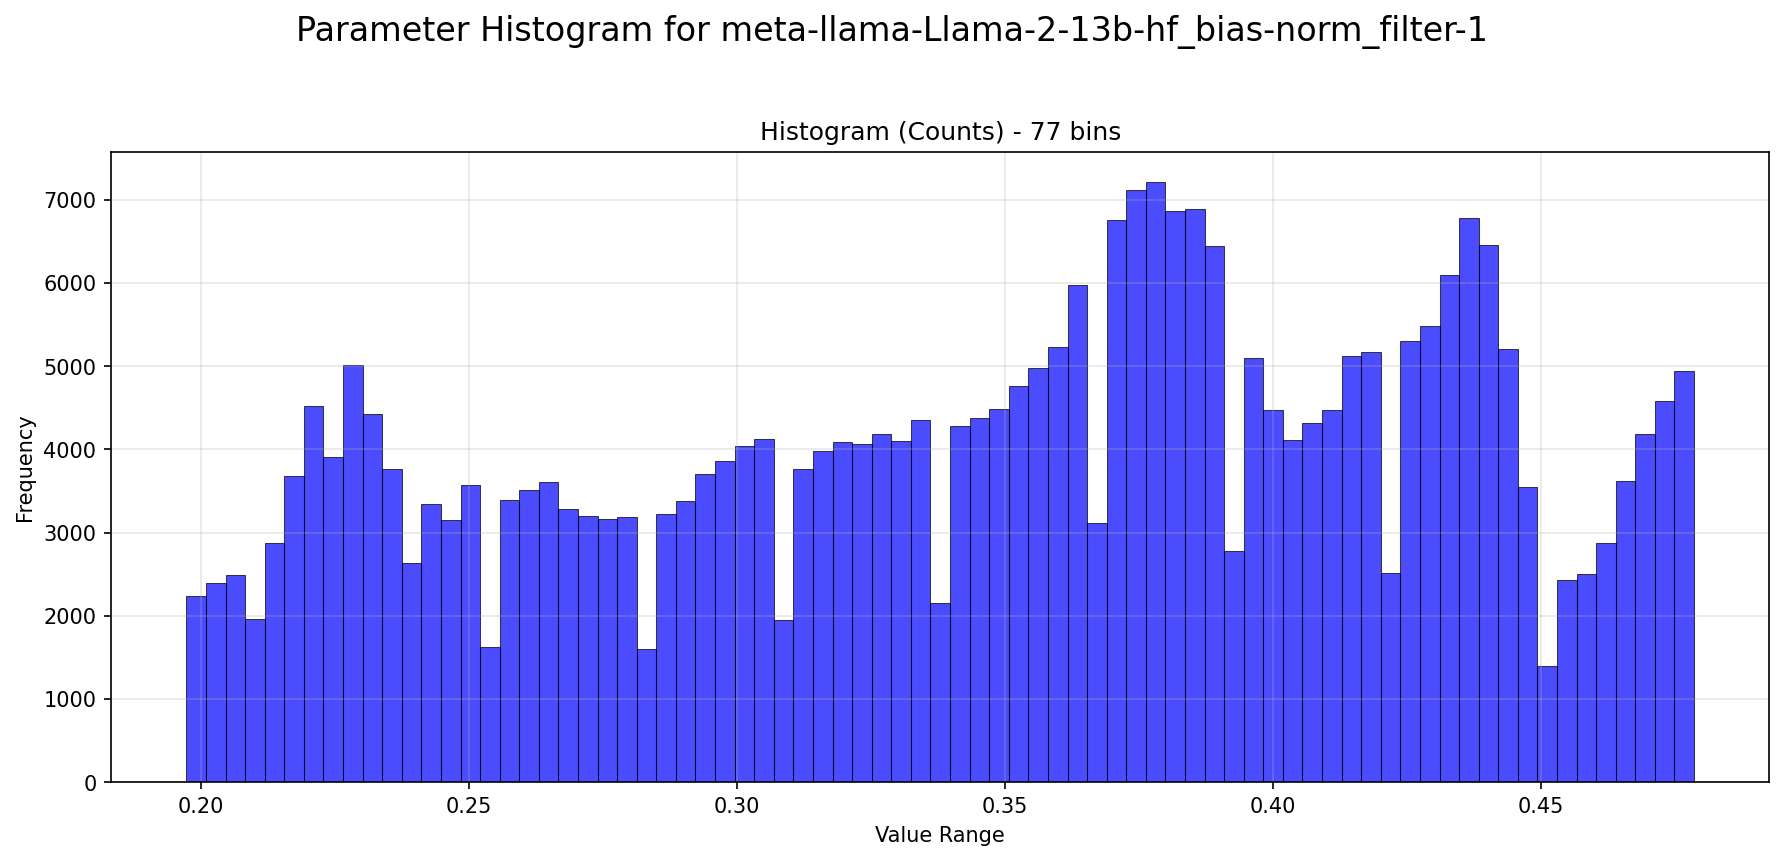 Parameter Histogram for meta-llama-Llama-2-13b-hf_bias-norm_filter-1
Histogram (Counts) - 77 bins
Frequency
7000
6000
5000
4000
3000
2000
1000
0
0.20 0.25 0.30 0.35 0.40 0.45
Value Range